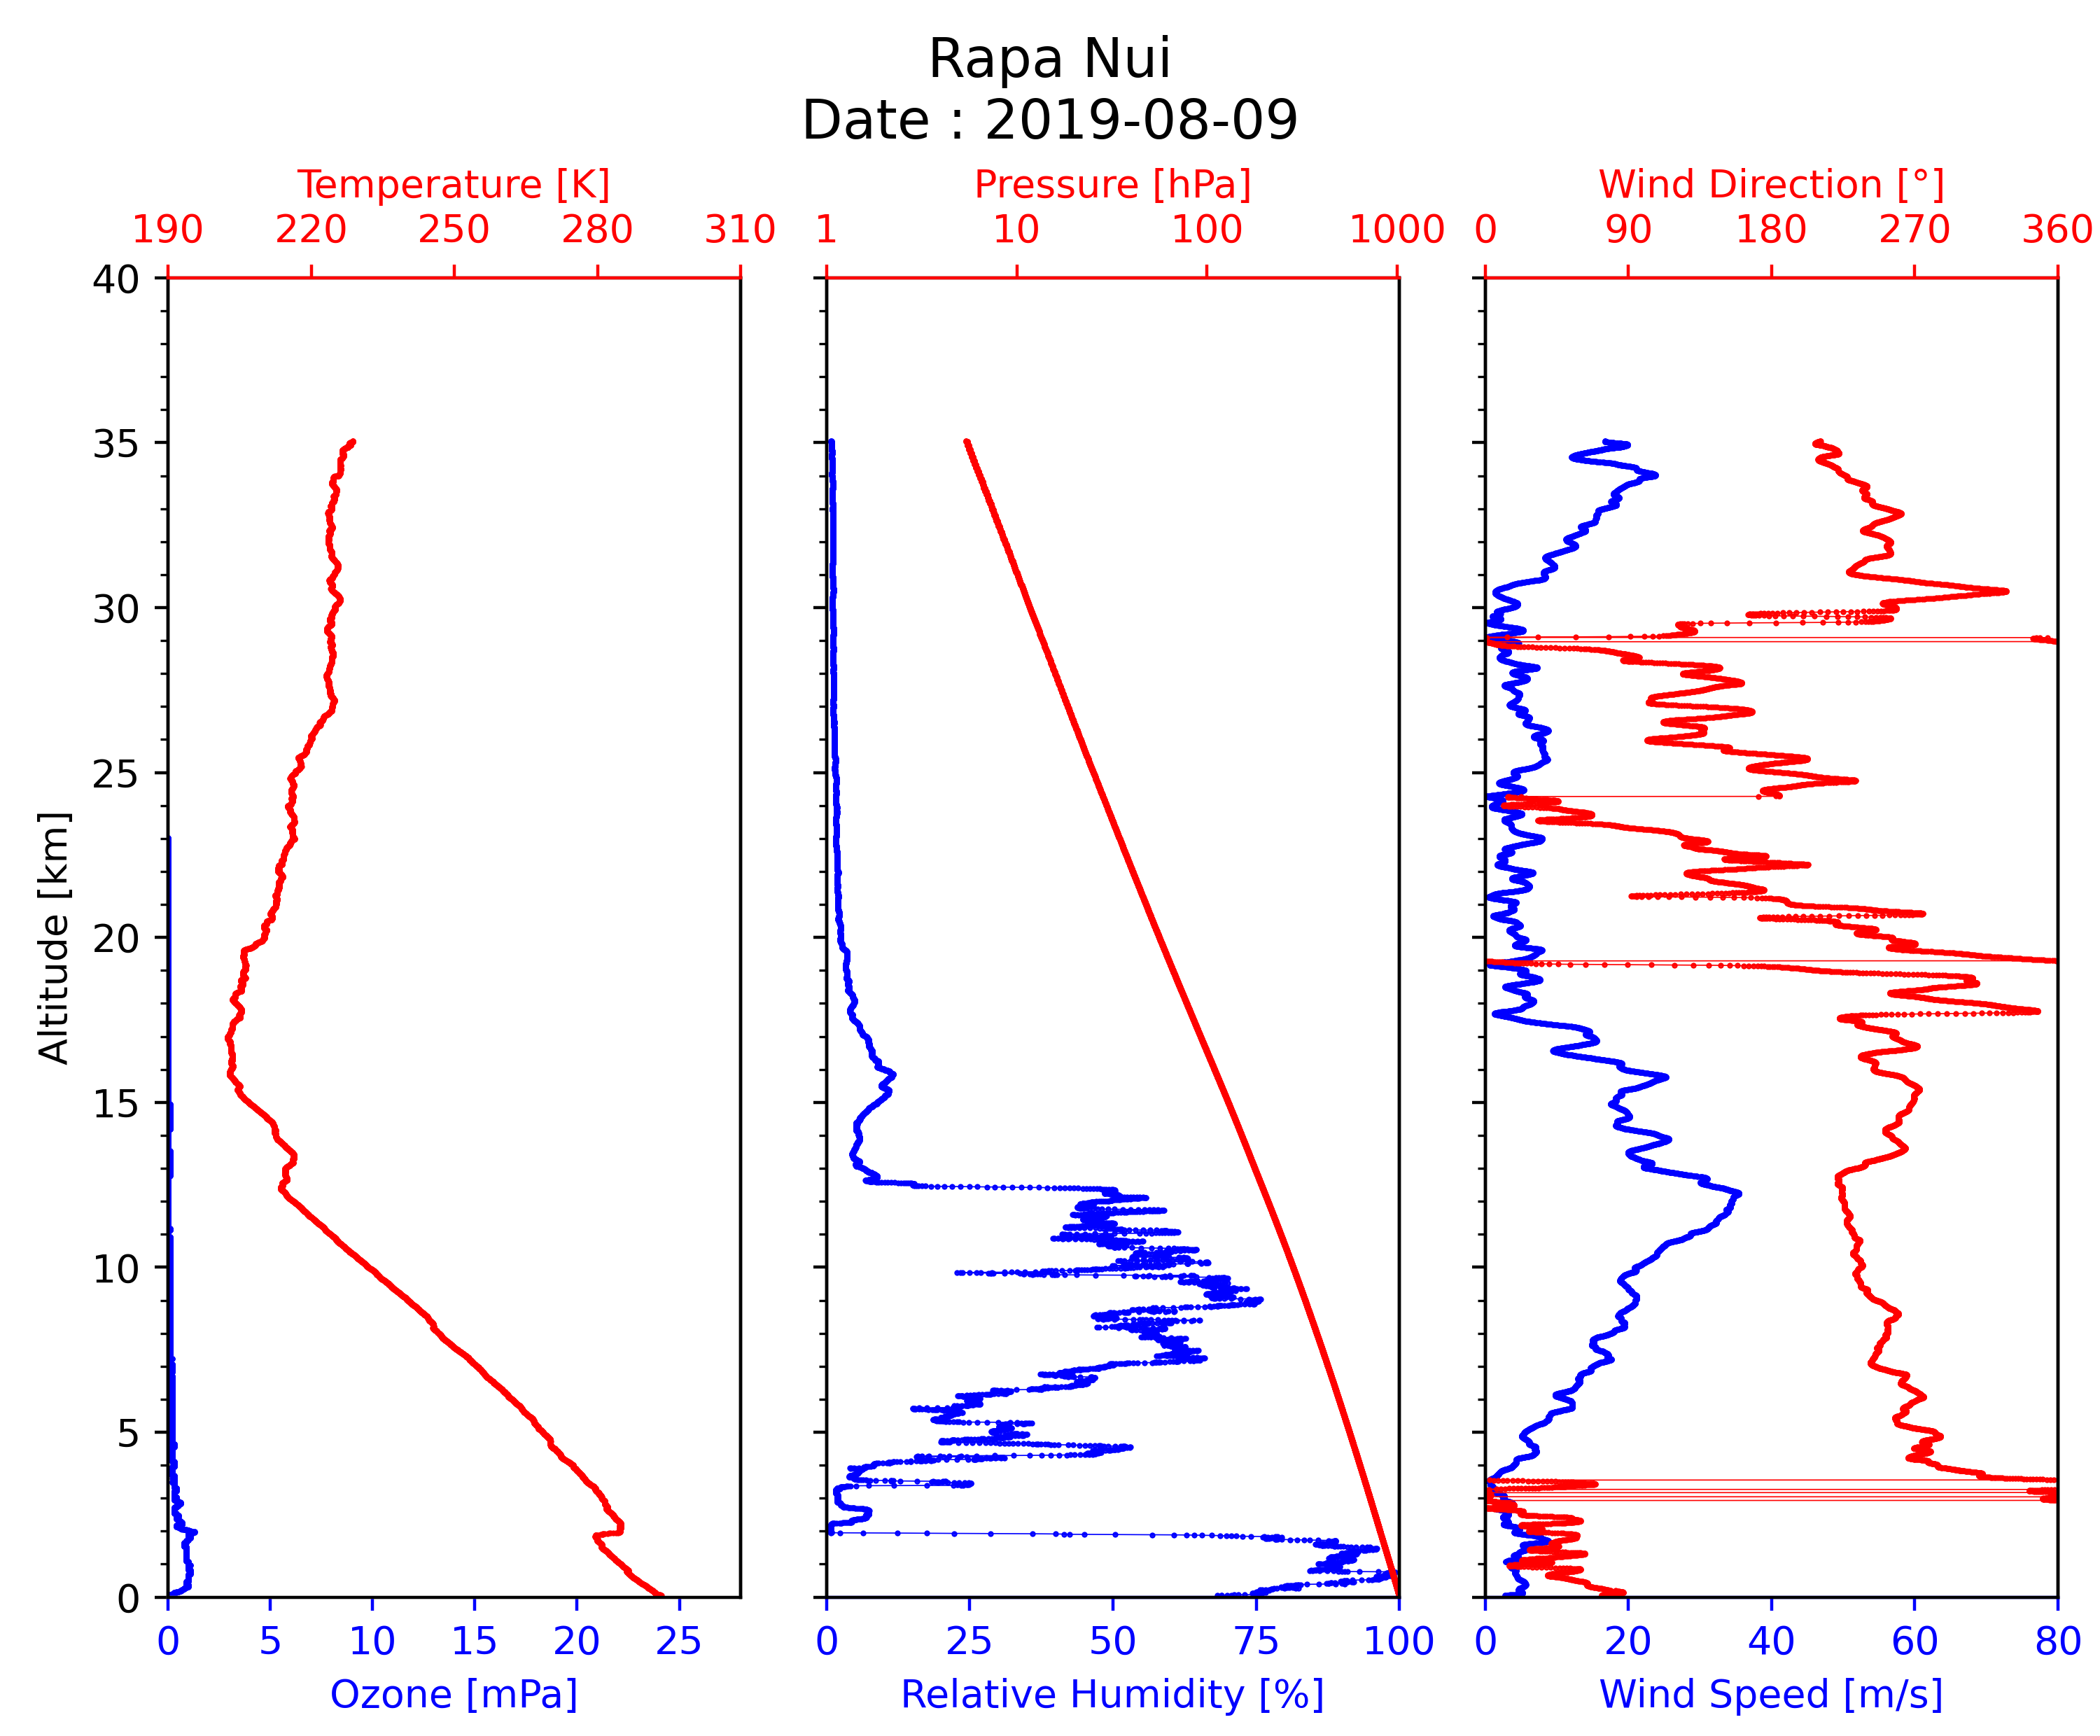 Rapa Nui
Date : 2019-08-09
Temperature [K]
190 220 250 280 310
Pressure [hPa]
1 10 100 1000
Wind Direction [°]
0 90 180 270 360
Altitude [km]
40
35
30
25
20
15
10
5
0
0 5 10 15 20 25
Ozone [mPa]
0 25 50 75 100
Relative Humidity [%]
0 20 40 60 80
Wind Speed [m/s]